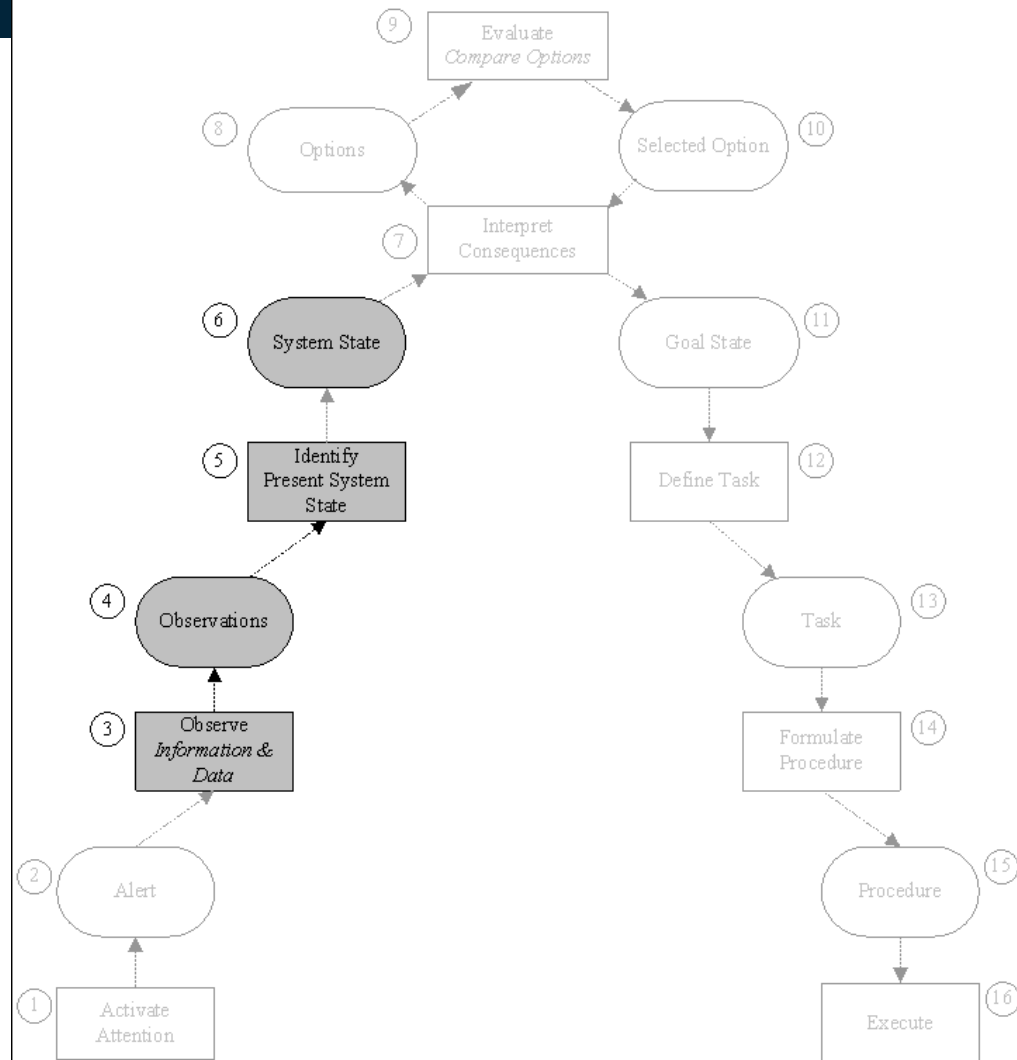 9
Evaluate
Compare Options
8
Options
10
Selected Option
7
Interpret
Consequences
6
System State
11
Goal State
5
Identify
Present System
State
12
Define Task
4
Observations
13
Task
3
Observe
Information &
Data
14
Formulate
Procedure
2
Alert
15
Procedure
1
Activate
Attention
16
Execute